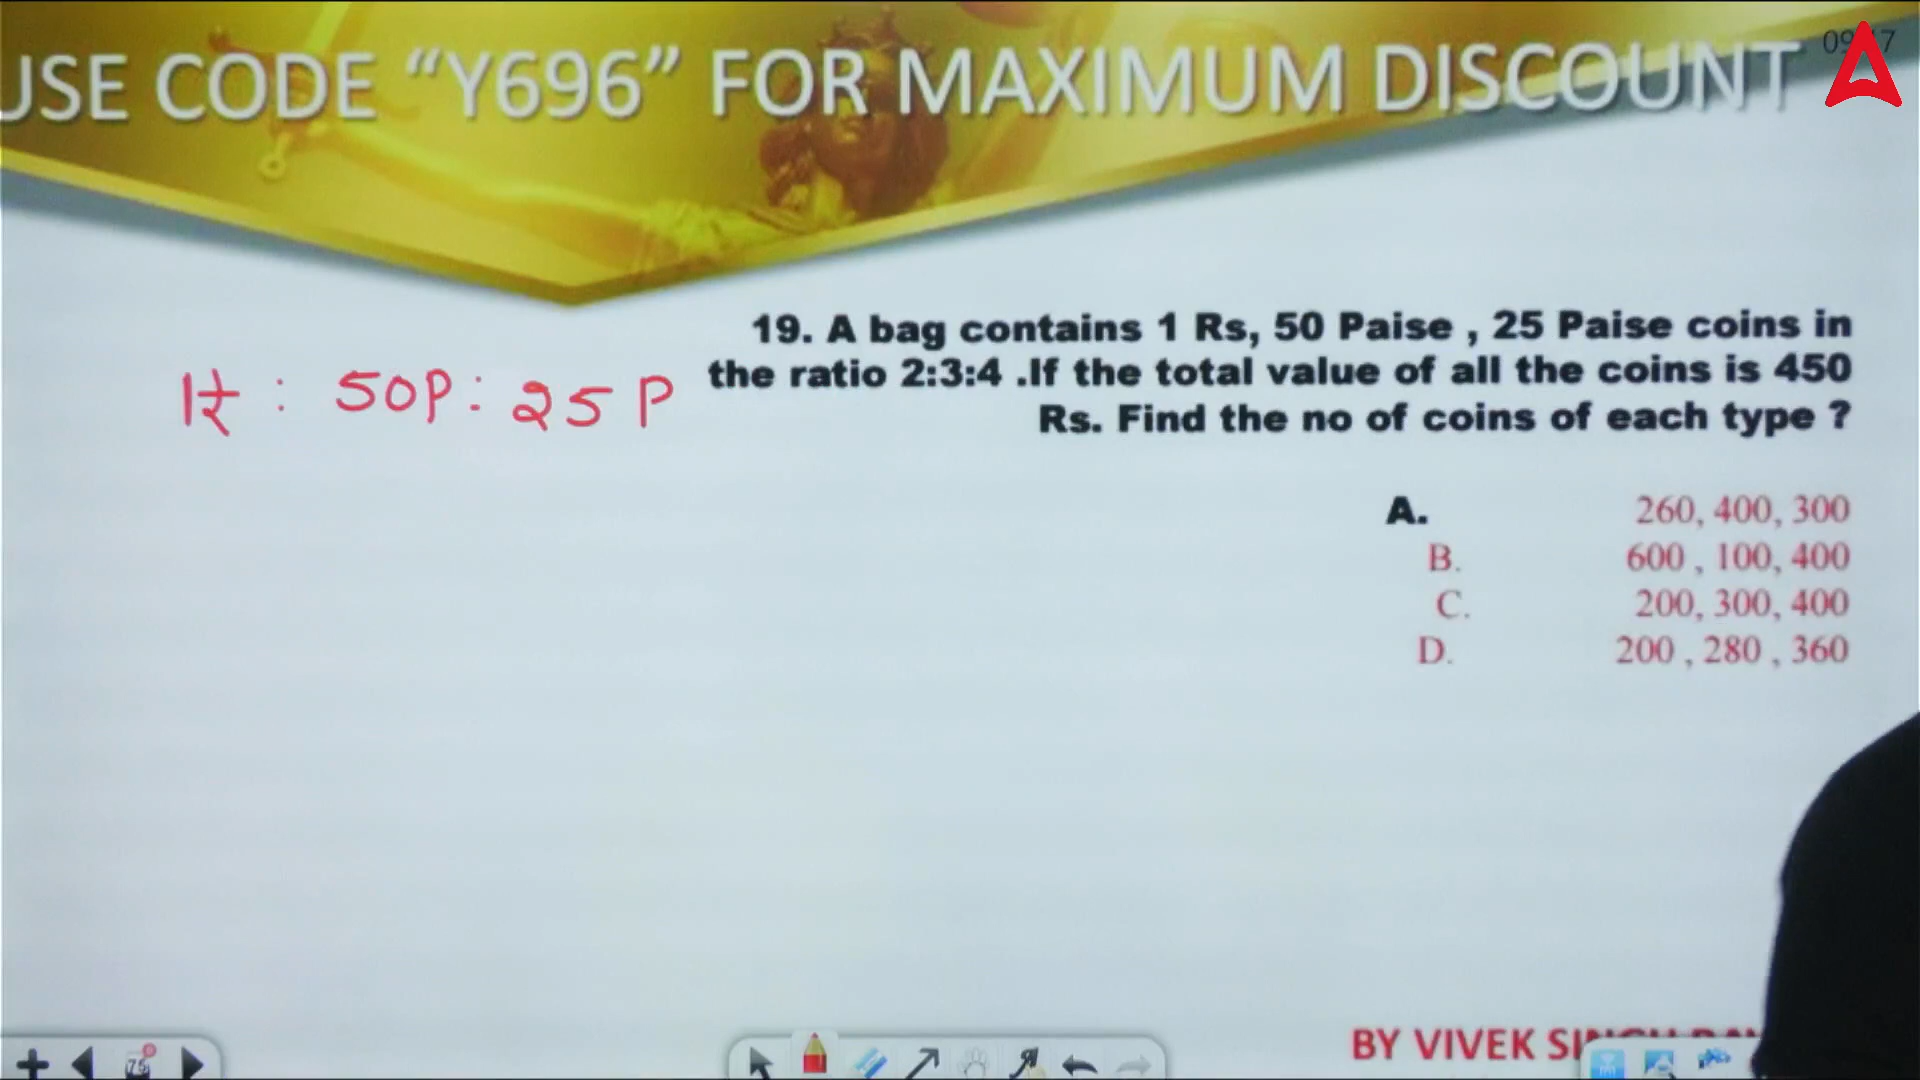 USE CODE “Y696” FOR MAXIMUM DISCOUNT
19. A bag contains 1 Rs, 50 Paise , 25 Paise coins in
the ratio 2:3:4 .If the total value of all the coins is 450
Rs. Find the no of coins of each type ?
1₹ : 50P : 25 P
A. 260, 400, 300
B. 600 , 100, 400
C. 200, 300, 400
D. 200 , 280 , 360
BY VIVEK
75